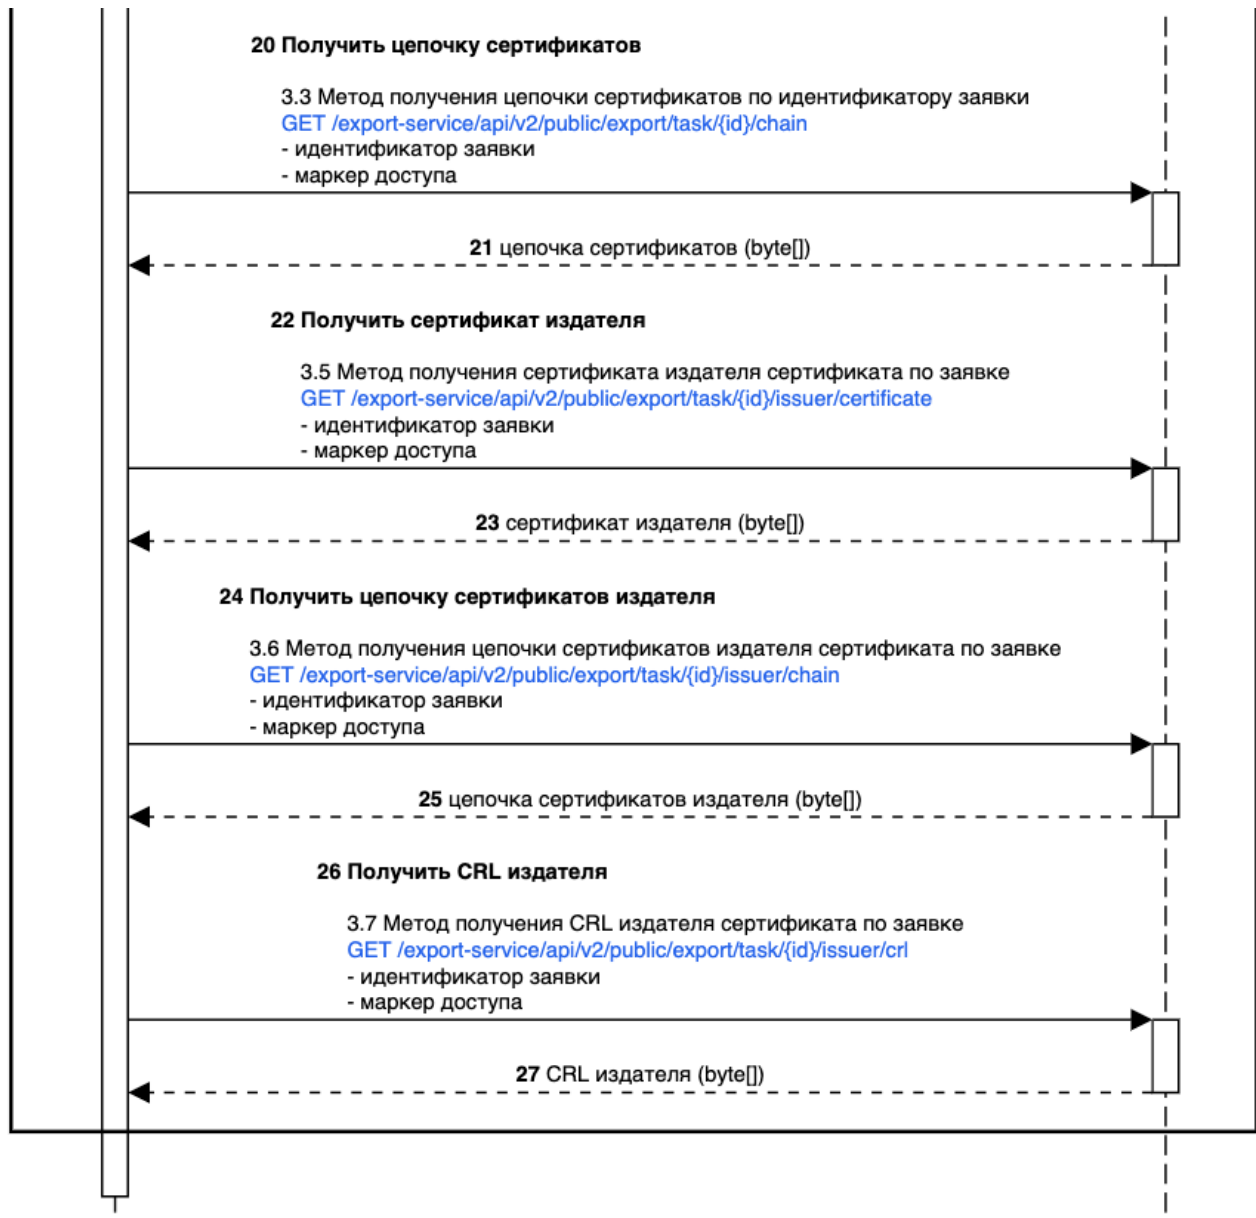 20 Получить цепочку сертификатов
3.3 Метод получения цепочки сертификатов по идентификатору заявки
GET /export-service/api/v2/public/export/task/{id}/chain
- идентификатор заявки
- маркер доступа
21 цепочка сертификатов (byte[])
22 Получить сертификат издателя
3.5 Метод получения сертификата издателя сертификата по заявке
GET /export-service/api/v2/public/export/task/{id}/issuer/certificate
- идентификатор заявки
- маркер доступа
23 сертификат издателя (byte[])
24 Получить цепочку сертификатов издателя
3.6 Метод получения цепочки сертификатов издателя сертификата по заявке
GET /export-service/api/v2/public/export/task/{id}/issuer/chain
- идентификатор заявки
- маркер доступа
25 цепочка сертификатов издателя (byte[])
26 Получить CRL издателя
3.7 Метод получения CRL издателя сертификата по заявке
GET /export-service/api/v2/public/export/task/{id}/issuer/crl
- идентификатор заявки
- маркер доступа
27 CRL издателя (byte[])